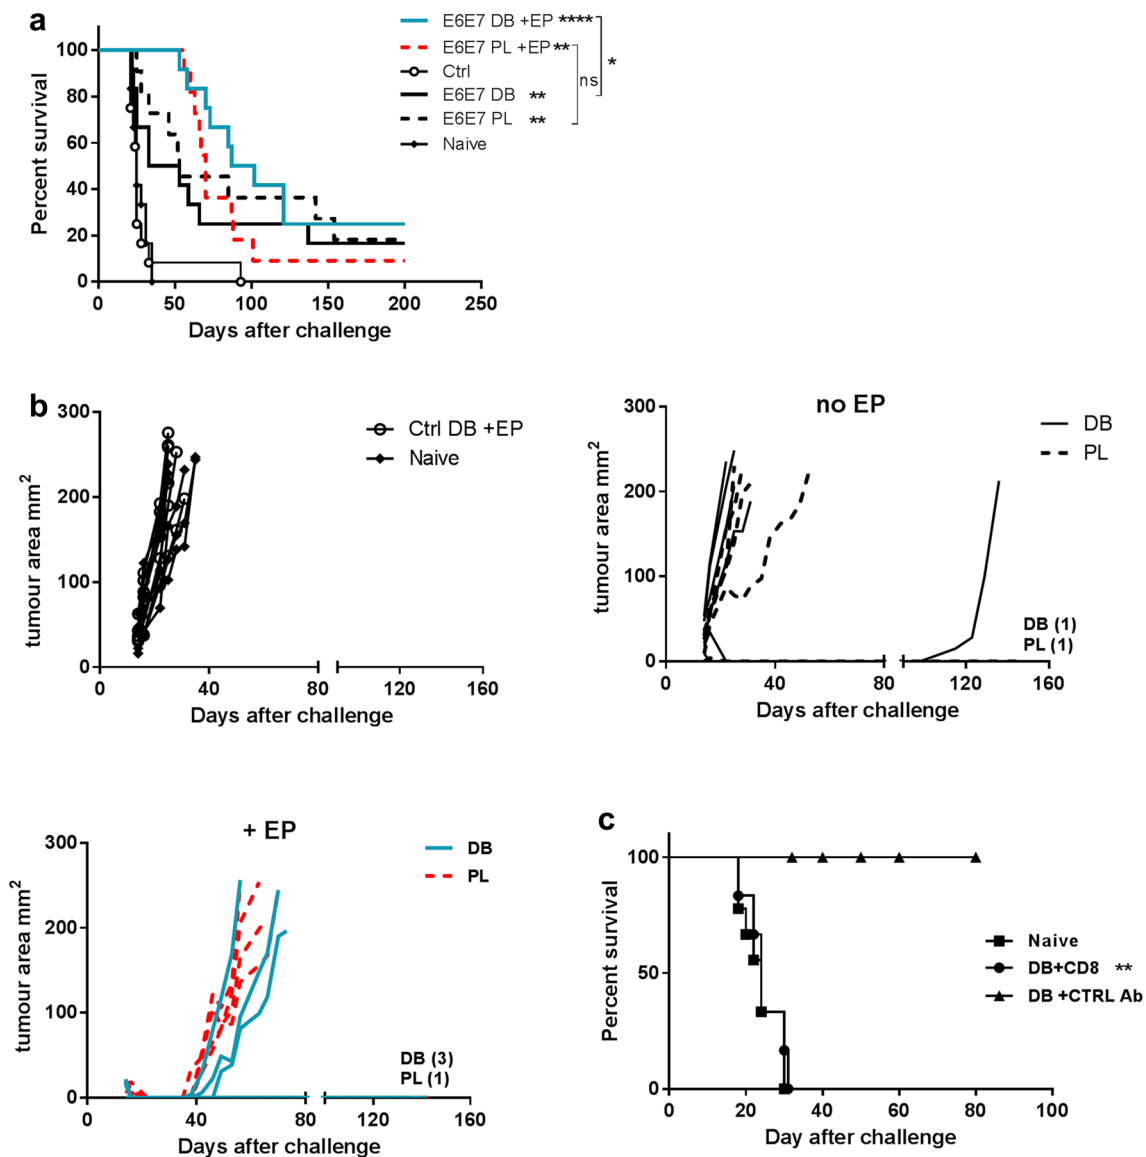 a
E6E7 DB +EP ****
E6E7 PL +EP **
Ctrl
E6E7 DB **
E6E7 PL **
Naive
ns
*
Percent survival
100
80
60
40
20
0
0 50 100 150 200 250
Days after challenge
b
Ctrl DB +EP
Naive
tumour area mm2
300
200
100
0
0 40 80 120 160
Days after challenge
no EP
DB
PL
tumour area mm2
300
200
100
0
DB (1)
PL (1)
0 40 80 120 160
Days after challenge
+ EP
DB
PL
tumour area mm2
300
200
100
0
DB (3)
PL (1)
0 40 80 120 160
Days after challenge
c
Percent survival
100
50
0
Naive
DB+CD8 **
DB +CTRL Ab
0 20 40 60 80 100
Day after challenge